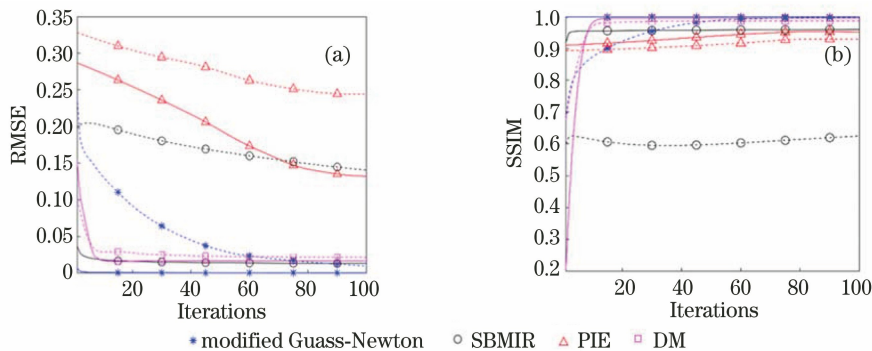 0.35
0.30
0.25
0.20
0.15
0.10
0.05
0
RMSE
(a)
20 40 60 80 100
Iterations
1.0
0.9
0.8
0.7
0.6
0.5
0.4
0.3
0.2
SSIM
(b)
20 40 60 80 100
Iterations
modified Guass-Newton SBMIR PIE DM